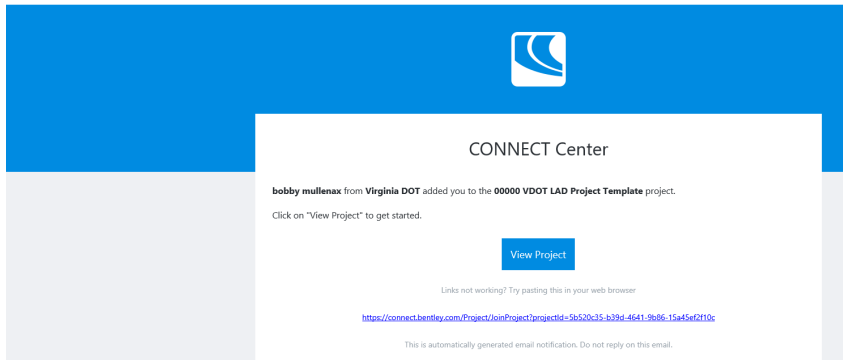 CONNECT Center
bobby mullenax from Virginia DOT added you to the 00000 VDOT LAD Project Template project.
Click on "View Project" to get started.
View Project
Links not working? Try pasting this in your web browser
https://connect.bentley.com/Project/JoinProject?projectId=5b520c35-b39d-4641-9b86-15a45ef2f10c
This is automatically generated email notification. Do not reply on this email.